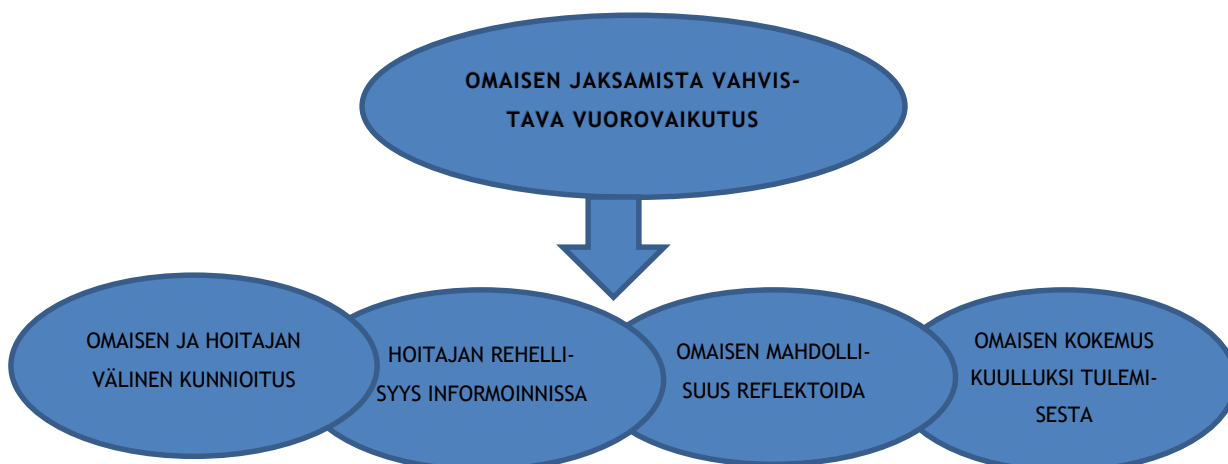 OMAISEN JAKSAMISTA VAHVIS-
TAVA VUOROVAIKUTUS
OMAISEN JA HOITAJAN
VÄLINEN KUNNIOITUS
HOITAJAN REHELLI-
SYYS INFORMOINNISSA
OMAISEN MAHDOLLI-
SUUS REFLEKTOIDA
OMAISEN KOKEMUS
KUULLUKSI TULEMI-
SESTA